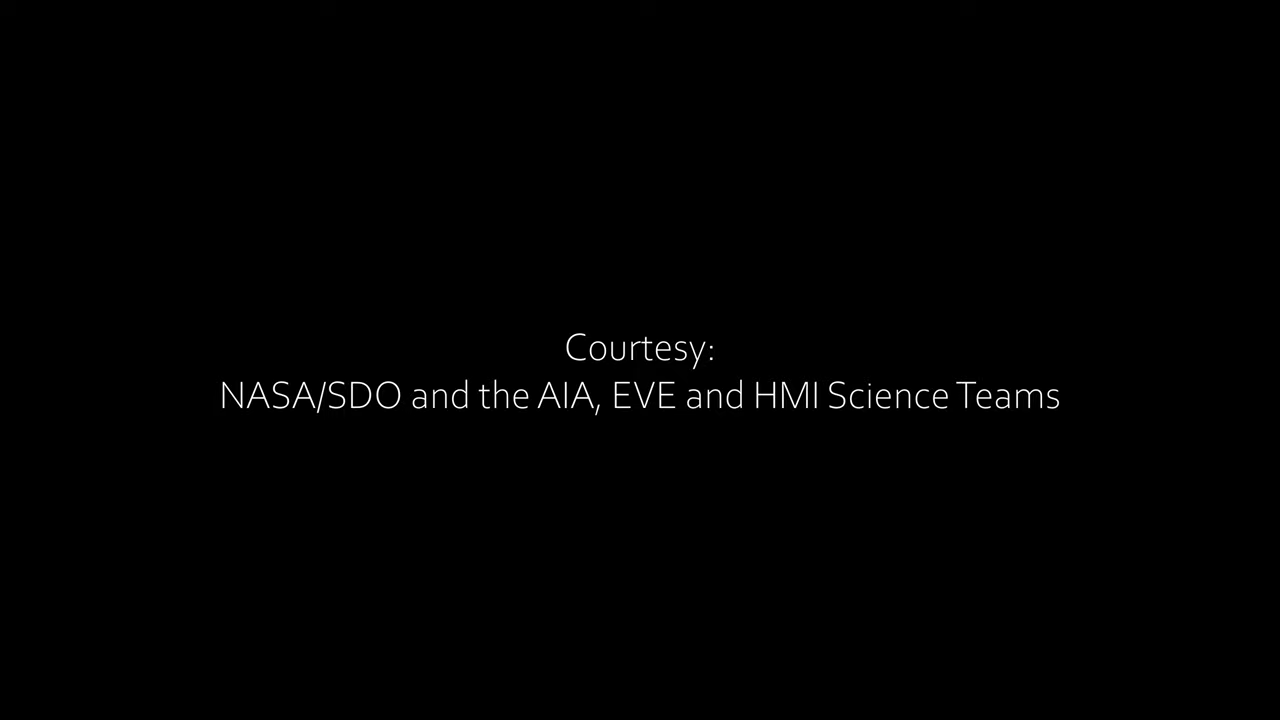 Courtesy:
NASA/SDO and the AIA, EVE and HMI Science Teams